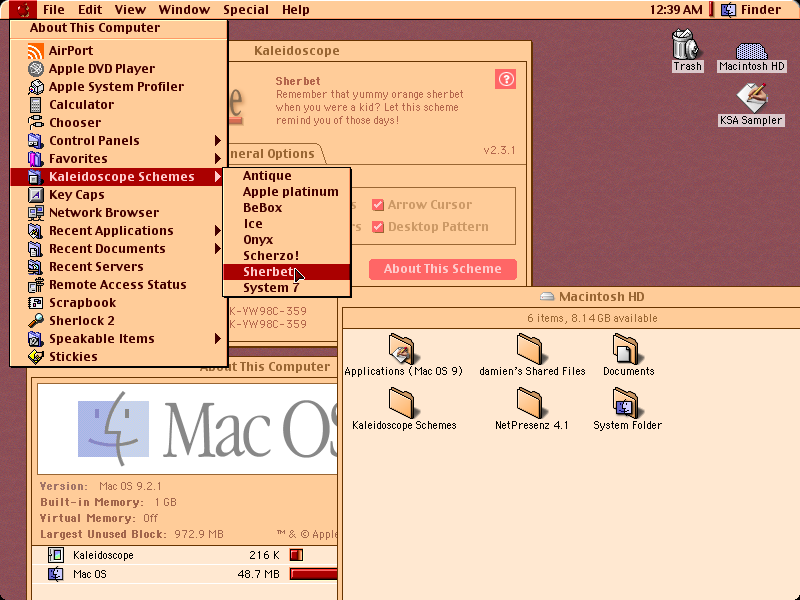 File Edit View Window Special Help 12:39 AM Finder
About This Computer
AirPort
Apple DVD Player
Apple System Profiler
Calculator
Chooser
Control Panels
Favorites
Kaleidoscope Schemes
Key Caps
Network Browser
Recent Applications
Recent Documents
Recent Servers
Remote Access Status
Scrapbook
Sherlock 2
Speakable Items
Stickies
Antique
Apple platinum
BeBox
Ice
Onyx
Scherzo!
Sherbet
System 7
Kaleidoscope
Sherbet
Remember that yummy orange sherbet
when you were a kid? Let this scheme
remind you of those days!
neral Options
v2.3.1
Arrow Cursor
rs Desktop Pattern
About This Scheme
K-YW98C-359
K-YW98C-359
Trash
Macintosh HD
KSA Sampler
Macintosh HD
6 items, 8.14 GB available
Applications (Mac OS 9)
damien's Shared Files
Documents
Kaleidoscope Schemes
NetPresenz 4.1
System Folder
About This Computer
Mac OS
Version: Mac OS 9.2.1
Built-in Memory: 1 GB
Virtual Memory: Off
Largest Unused Block: 972.9 MB ™ & © Apple
Kaleidoscope 216 K
Mac OS 48.7 MB